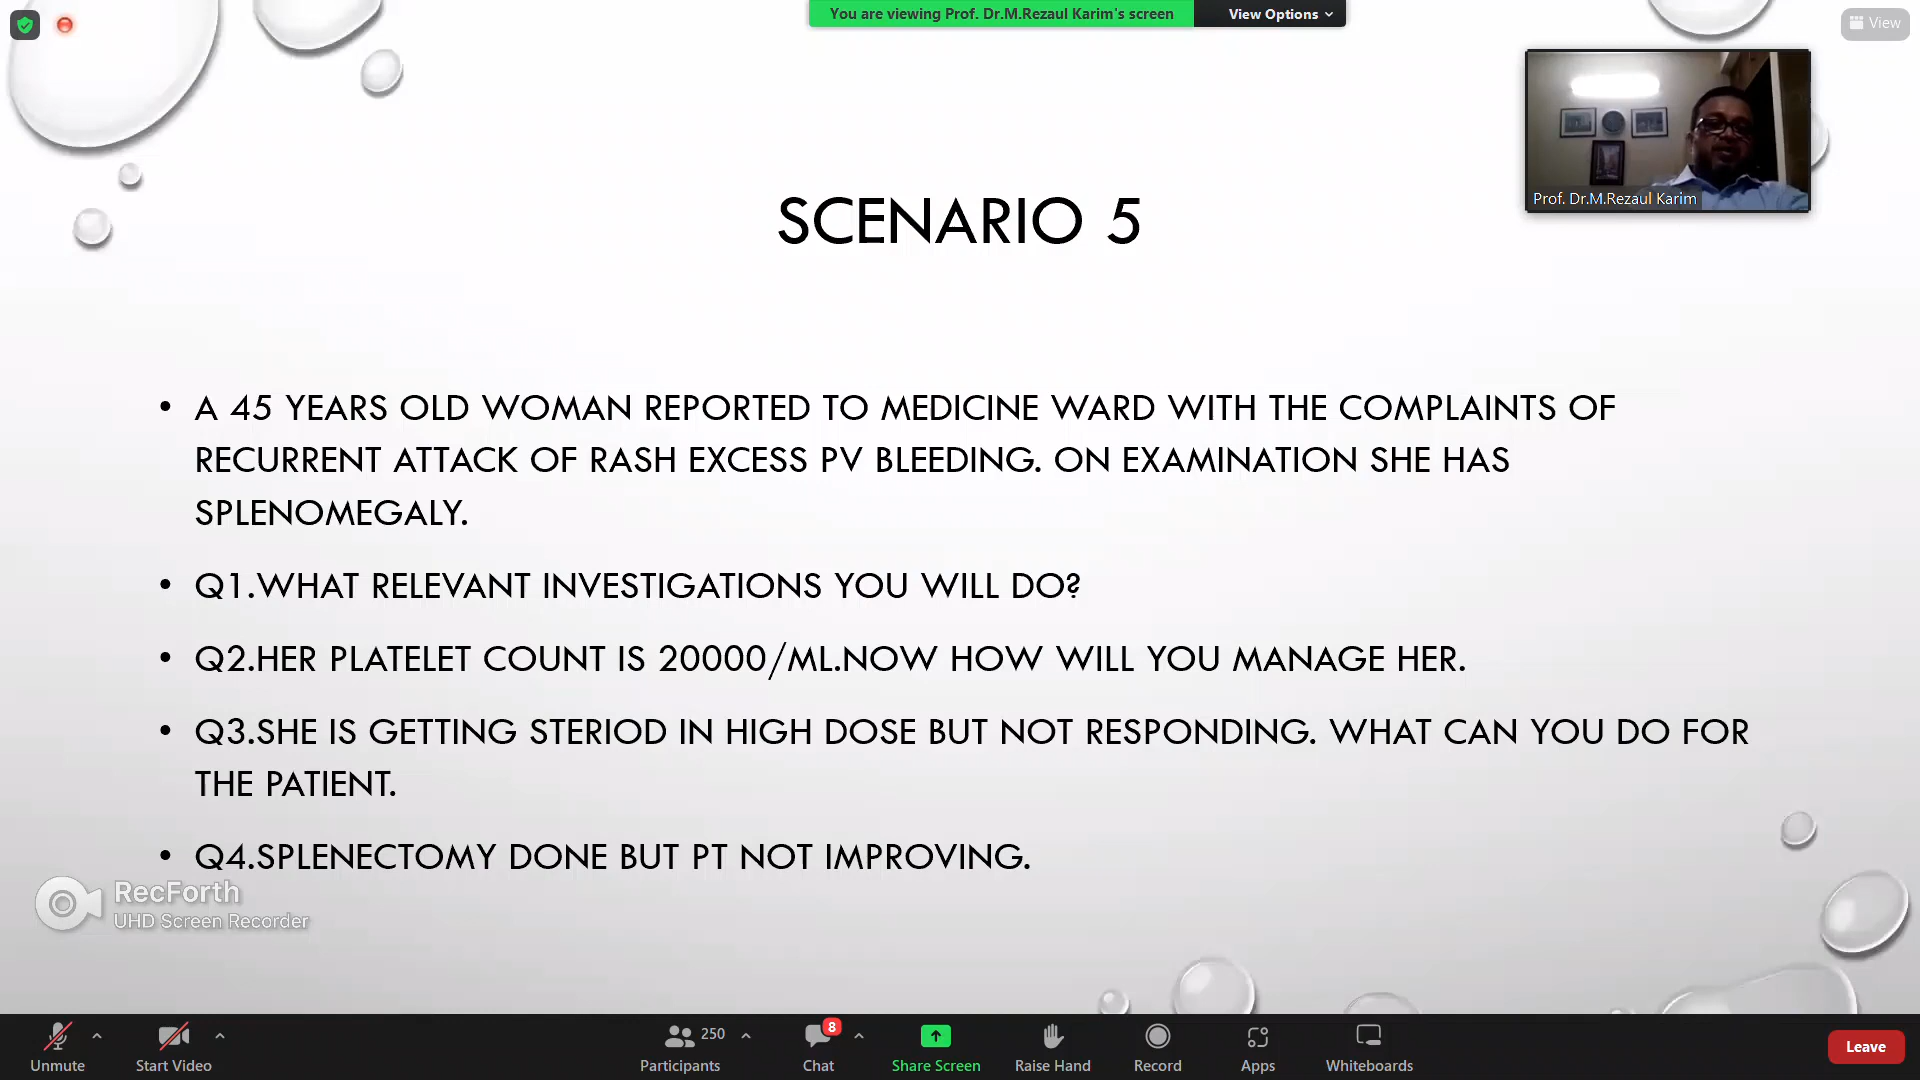 You are viewing Prof. Dr.M.Rezaul Karim's screen
View Options
View
Prof. Dr.M.Rezaul Karim
SCENARIO 5
• A 45 YEARS OLD WOMAN REPORTED TO MEDICINE WARD WITH THE COMPLAINTS OF
RECURRENT ATTACK OF RASH EXCESS PV BLEEDING. ON EXAMINATION SHE HAS
SPLENOMEGALY.
• Q1.WHAT RELEVANT INVESTIGATIONS YOU WILL DO?
• Q2.HER PLATELET COUNT IS 20000/ML.NOW HOW WILL YOU MANAGE HER.
• Q3.SHE IS GETTING STERIOD IN HIGH DOSE BUT NOT RESPONDING. WHAT CAN YOU DO FOR
THE PATIENT.
• Q4.SPLENECTOMY DONE BUT PT NOT IMPROVING.
RecForth
UHD Screen Recorder
Unmute
Start Video
250
Participants
8
Chat
Share Screen
Raise Hand
Record
Apps
Whiteboards
Leave